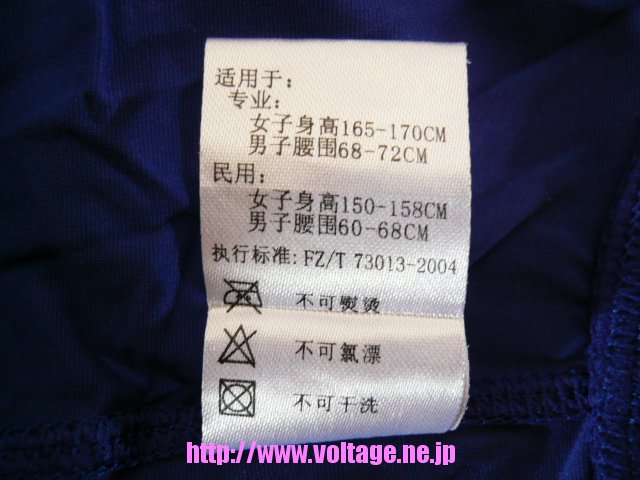 适用于:
专业:
女子身高165-170CM
男子腰围68-72CM
民用:
女子身高150-158CM
男子腰围60-68CM
执行标准: FZ/T 73013-2004
不可熨烫
不可氯漂
不可干洗
http://www.voltage.ne.jp